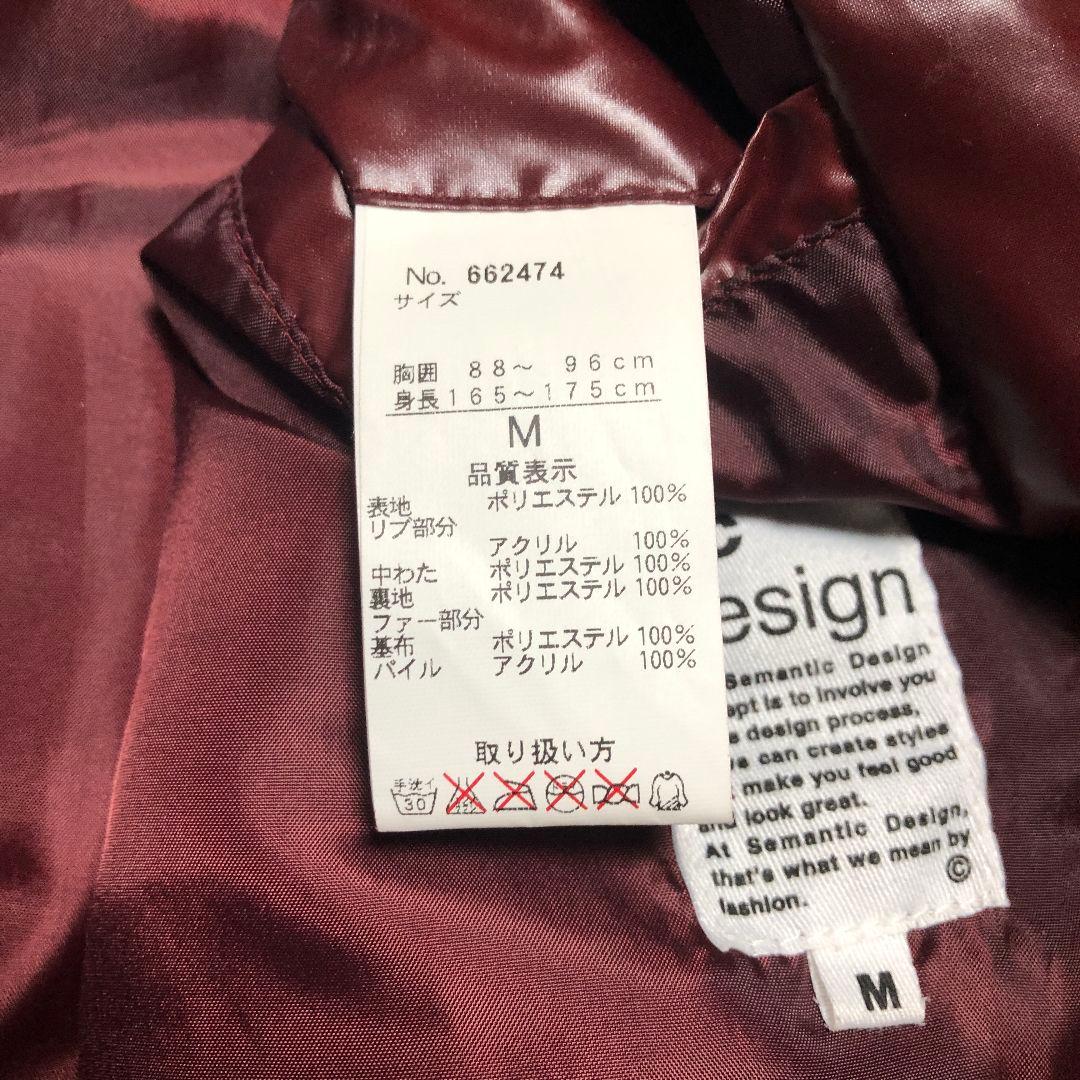 No. 662474
サイズ
胸囲 88～ 96cm
身長165～175cm
M
品質表示
表地 ポリエステル 100%
リブ部分
アクリル 100%
中わた ポリエステル 100%
裏地 ポリエステル 100%
ファー部分
基布 ポリエステル 100%
パイル アクリル 100%
取り扱い方
手洗イ
30
c
esign
Semantic Design
ept is to involve you
e design process,
can create styles
make you feel good
and look great.
At Semantic Design,
that's what we mean by
fashion. ©
M